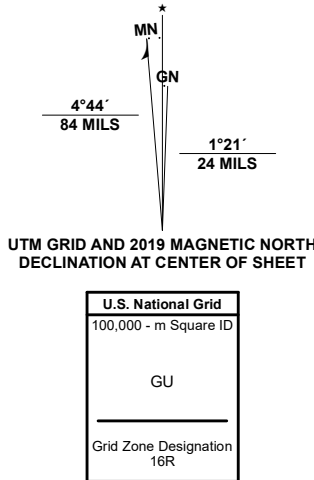 MN
GN
4°44´
84 MILS
1°21´
24 MILS
UTM GRID AND 2019 MAGNETIC NORTH
DECLINATION AT CENTER OF SHEET
U.S. National Grid
100,000 - m Square ID
GU
Grid Zone Designation
16R